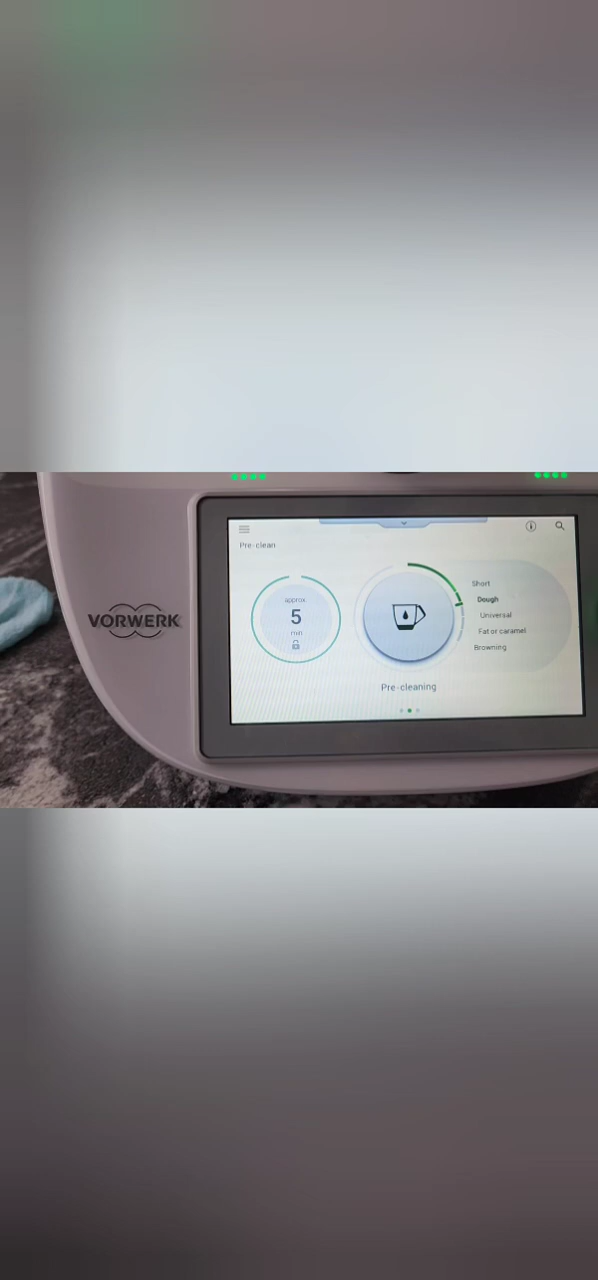 Pre-clean
approx.
5
min
Short
Dough
Universal
Fat or caramel
Browning
Pre-cleaning
VORWERK